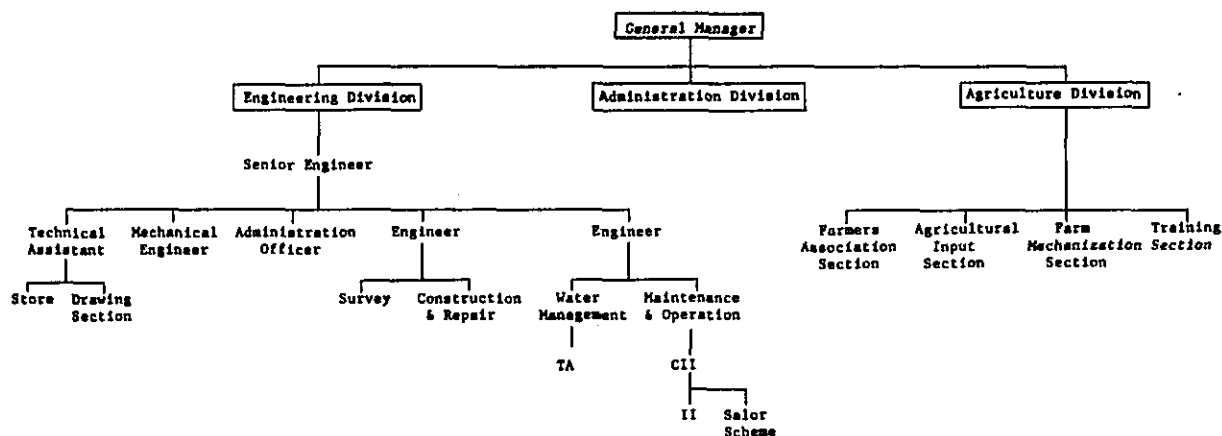 General Manager
Engineering Division
Administration Division
Agriculture Division
Senior Engineer
Technical
Assistant
Mechanical
Engineer
Administration
Officer
Engineer
Engineer
Farmers
Association
Section
Agricultural
Input
Section
Farm
Mechanization
Section
Training
Section
Store
Drawing
Section
Survey
Construction
& Repair
Water
Management
Maintenance
& Operation
TA
CII
II
Salor
Scheme